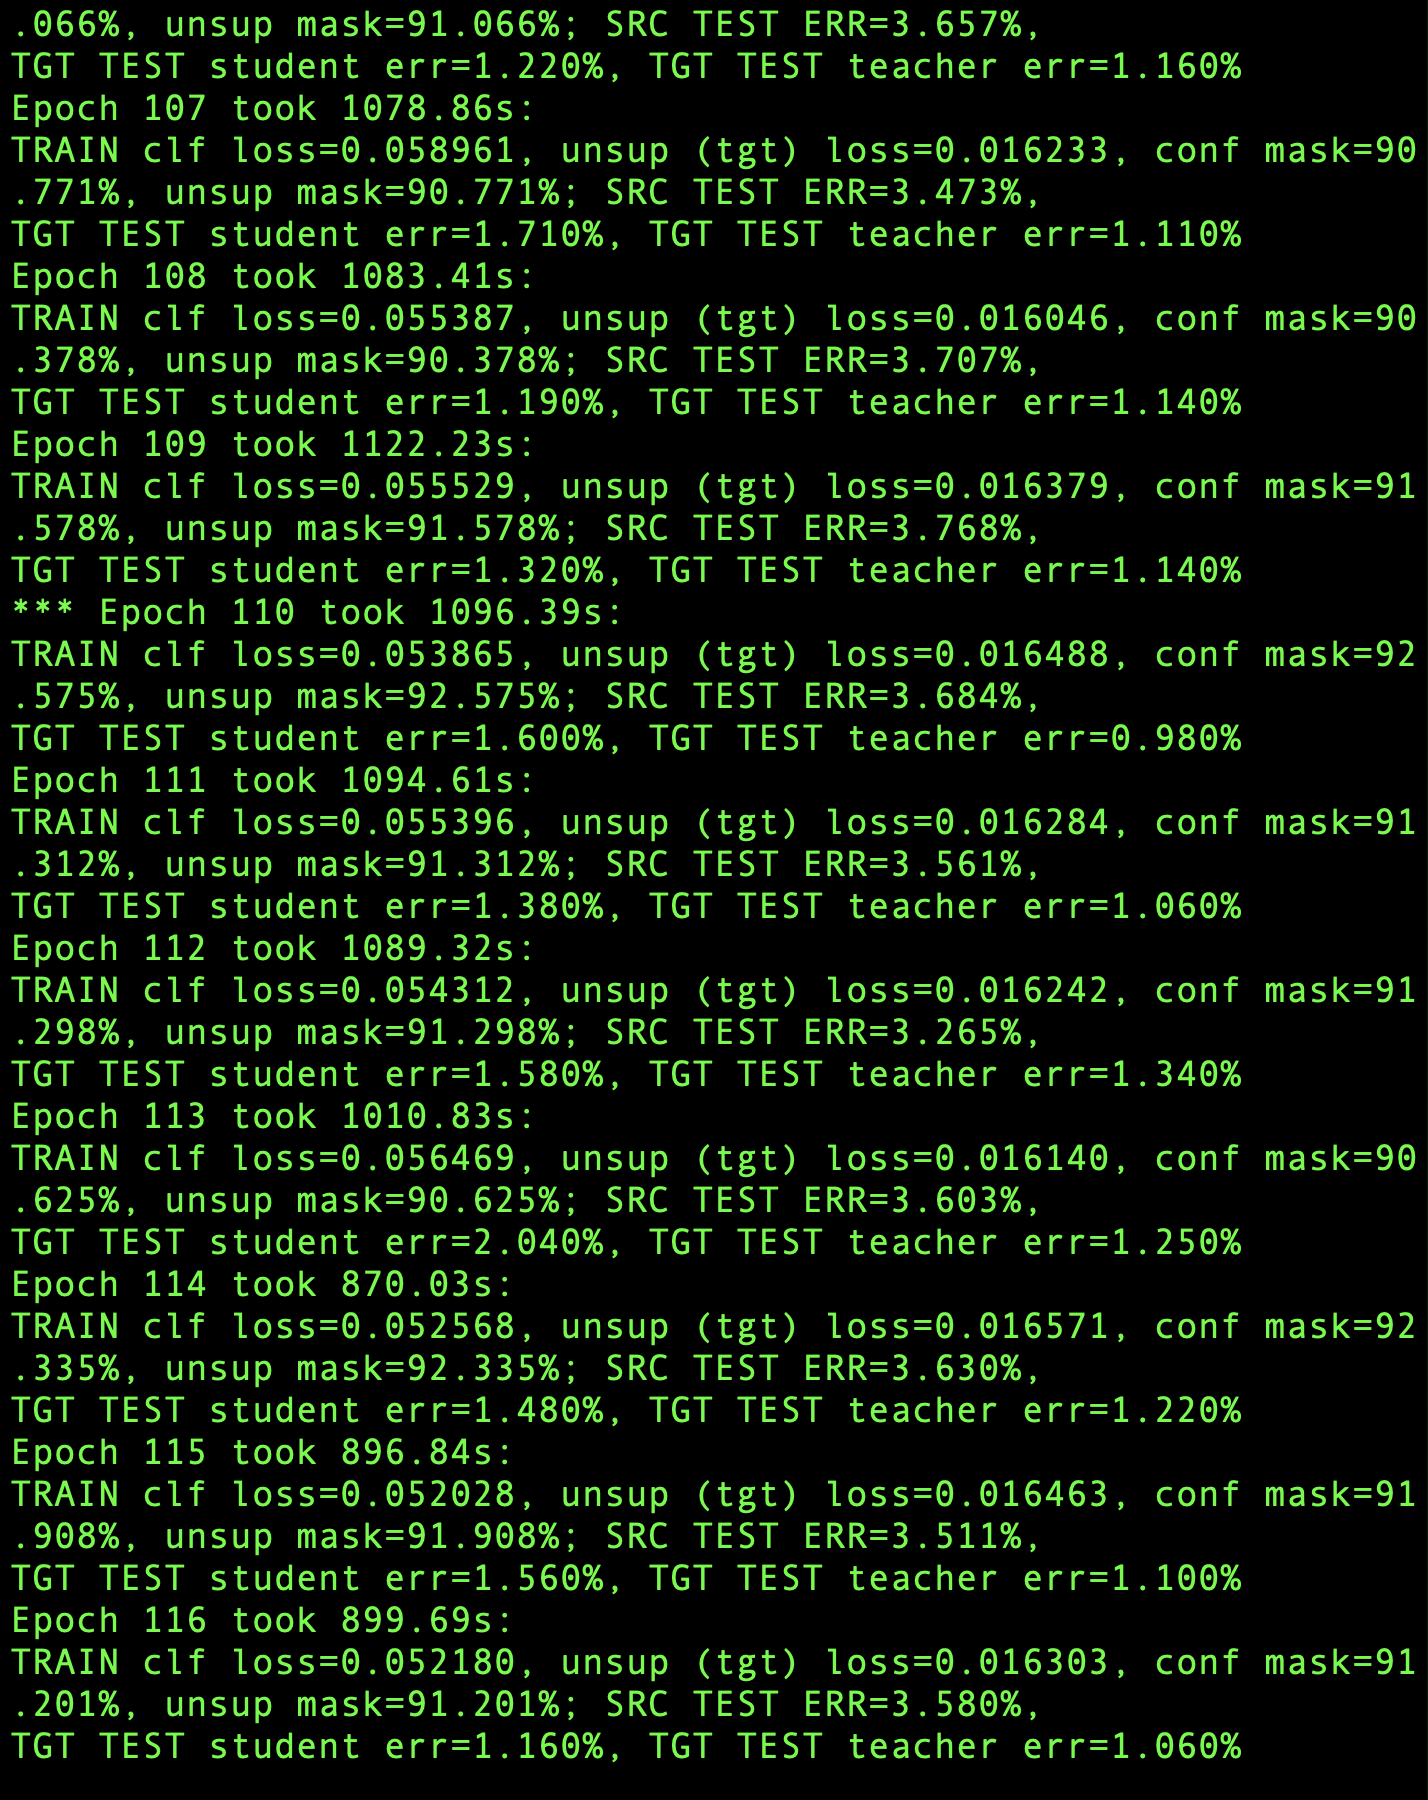 .066%, unsup mask=91.066%; SRC TEST ERR=3.657%,
TGT TEST student err=1.220%, TGT TEST teacher err=1.160%
Epoch 107 took 1078.86s:
TRAIN clf loss=0.058961, unsup (tgt) loss=0.016233, conf mask=90
.771%, unsup mask=90.771%; SRC TEST ERR=3.473%,
TGT TEST student err=1.710%, TGT TEST teacher err=1.110%
Epoch 108 took 1083.41s:
TRAIN clf loss=0.055387, unsup (tgt) loss=0.016046, conf mask=90
.378%, unsup mask=90.378%; SRC TEST ERR=3.707%,
TGT TEST student err=1.190%, TGT TEST teacher err=1.140%
Epoch 109 took 1122.23s:
TRAIN clf loss=0.055529, unsup (tgt) loss=0.016379, conf mask=91
.578%, unsup mask=91.578%; SRC TEST ERR=3.768%,
TGT TEST student err=1.320%, TGT TEST teacher err=1.140%
*** Epoch 110 took 1096.39s:
TRAIN clf loss=0.053865, unsup (tgt) loss=0.016488, conf mask=92
.575%, unsup mask=92.575%; SRC TEST ERR=3.684%,
TGT TEST student err=1.600%, TGT TEST teacher err=0.980%
Epoch 111 took 1094.61s:
TRAIN clf loss=0.055396, unsup (tgt) loss=0.016284, conf mask=91
.312%, unsup mask=91.312%; SRC TEST ERR=3.561%,
TGT TEST student err=1.380%, TGT TEST teacher err=1.060%
Epoch 112 took 1089.32s:
TRAIN clf loss=0.054312, unsup (tgt) loss=0.016242, conf mask=91
.298%, unsup mask=91.298%; SRC TEST ERR=3.265%,
TGT TEST student err=1.580%, TGT TEST teacher err=1.340%
Epoch 113 took 1010.83s:
TRAIN clf loss=0.056469, unsup (tgt) loss=0.016140, conf mask=90
.625%, unsup mask=90.625%; SRC TEST ERR=3.603%,
TGT TEST student err=2.040%, TGT TEST teacher err=1.250%
Epoch 114 took 870.03s:
TRAIN clf loss=0.052568, unsup (tgt) loss=0.016571, conf mask=92
.335%, unsup mask=92.335%; SRC TEST ERR=3.630%,
TGT TEST student err=1.480%, TGT TEST teacher err=1.220%
Epoch 115 took 896.84s:
TRAIN clf loss=0.052028, unsup (tgt) loss=0.016463, conf mask=91
.908%, unsup mask=91.908%; SRC TEST ERR=3.511%,
TGT TEST student err=1.560%, TGT TEST teacher err=1.100%
Epoch 116 took 899.69s:
TRAIN clf loss=0.052180, unsup (tgt) loss=0.016303, conf mask=91
.201%, unsup mask=91.201%; SRC TEST ERR=3.580%,
TGT TEST student err=1.160%, TGT TEST teacher err=1.060%